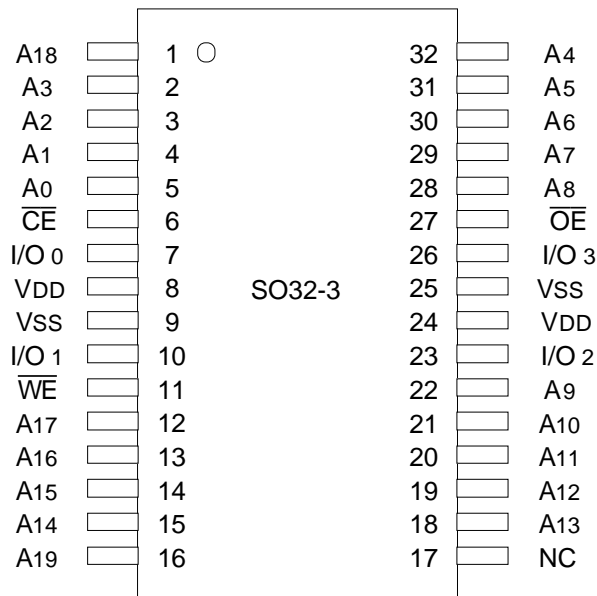 A18 1 32 A4
A3 2 31 A5
A2 3 30 A6
A1 4 29 A7
A0 5 28 A8
CE 6 27 OE
I/O 0 7 26 I/O 3
VDD 8 SO32-3 25 VSS
VSS 9 24 VDD
I/O 1 10 23 I/O 2
WE 11 22 A9
A17 12 21 A10
A16 13 20 A11
A15 14 19 A12
A14 15 18 A13
A19 16 17 NC